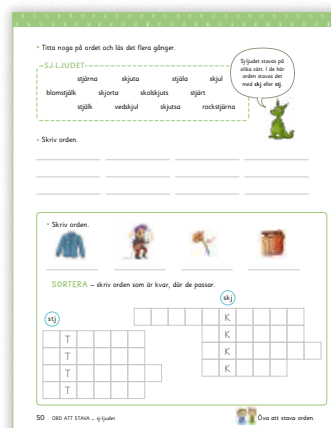 - Titta noga på ordet och läs det flera gånger.
SJ-LJUDET
stjärna skjuta stjäla skjul
blomstjälk skjorta skolskjuts stjärt
stjälk vedskjul skjutsa rockstjärna
Sj-ljudet stavas på
olika sätt. I de här
orden stavas det
med skj eller stj.
- Skriv orden.
- Skriv orden.
SORTERA – skriv orden som är kvar, där de passar.
skj
stj
K
T
K
T
K
T
K
T
50 ORD ATT STAVA – sj-ljudet
Öva att stava orden.